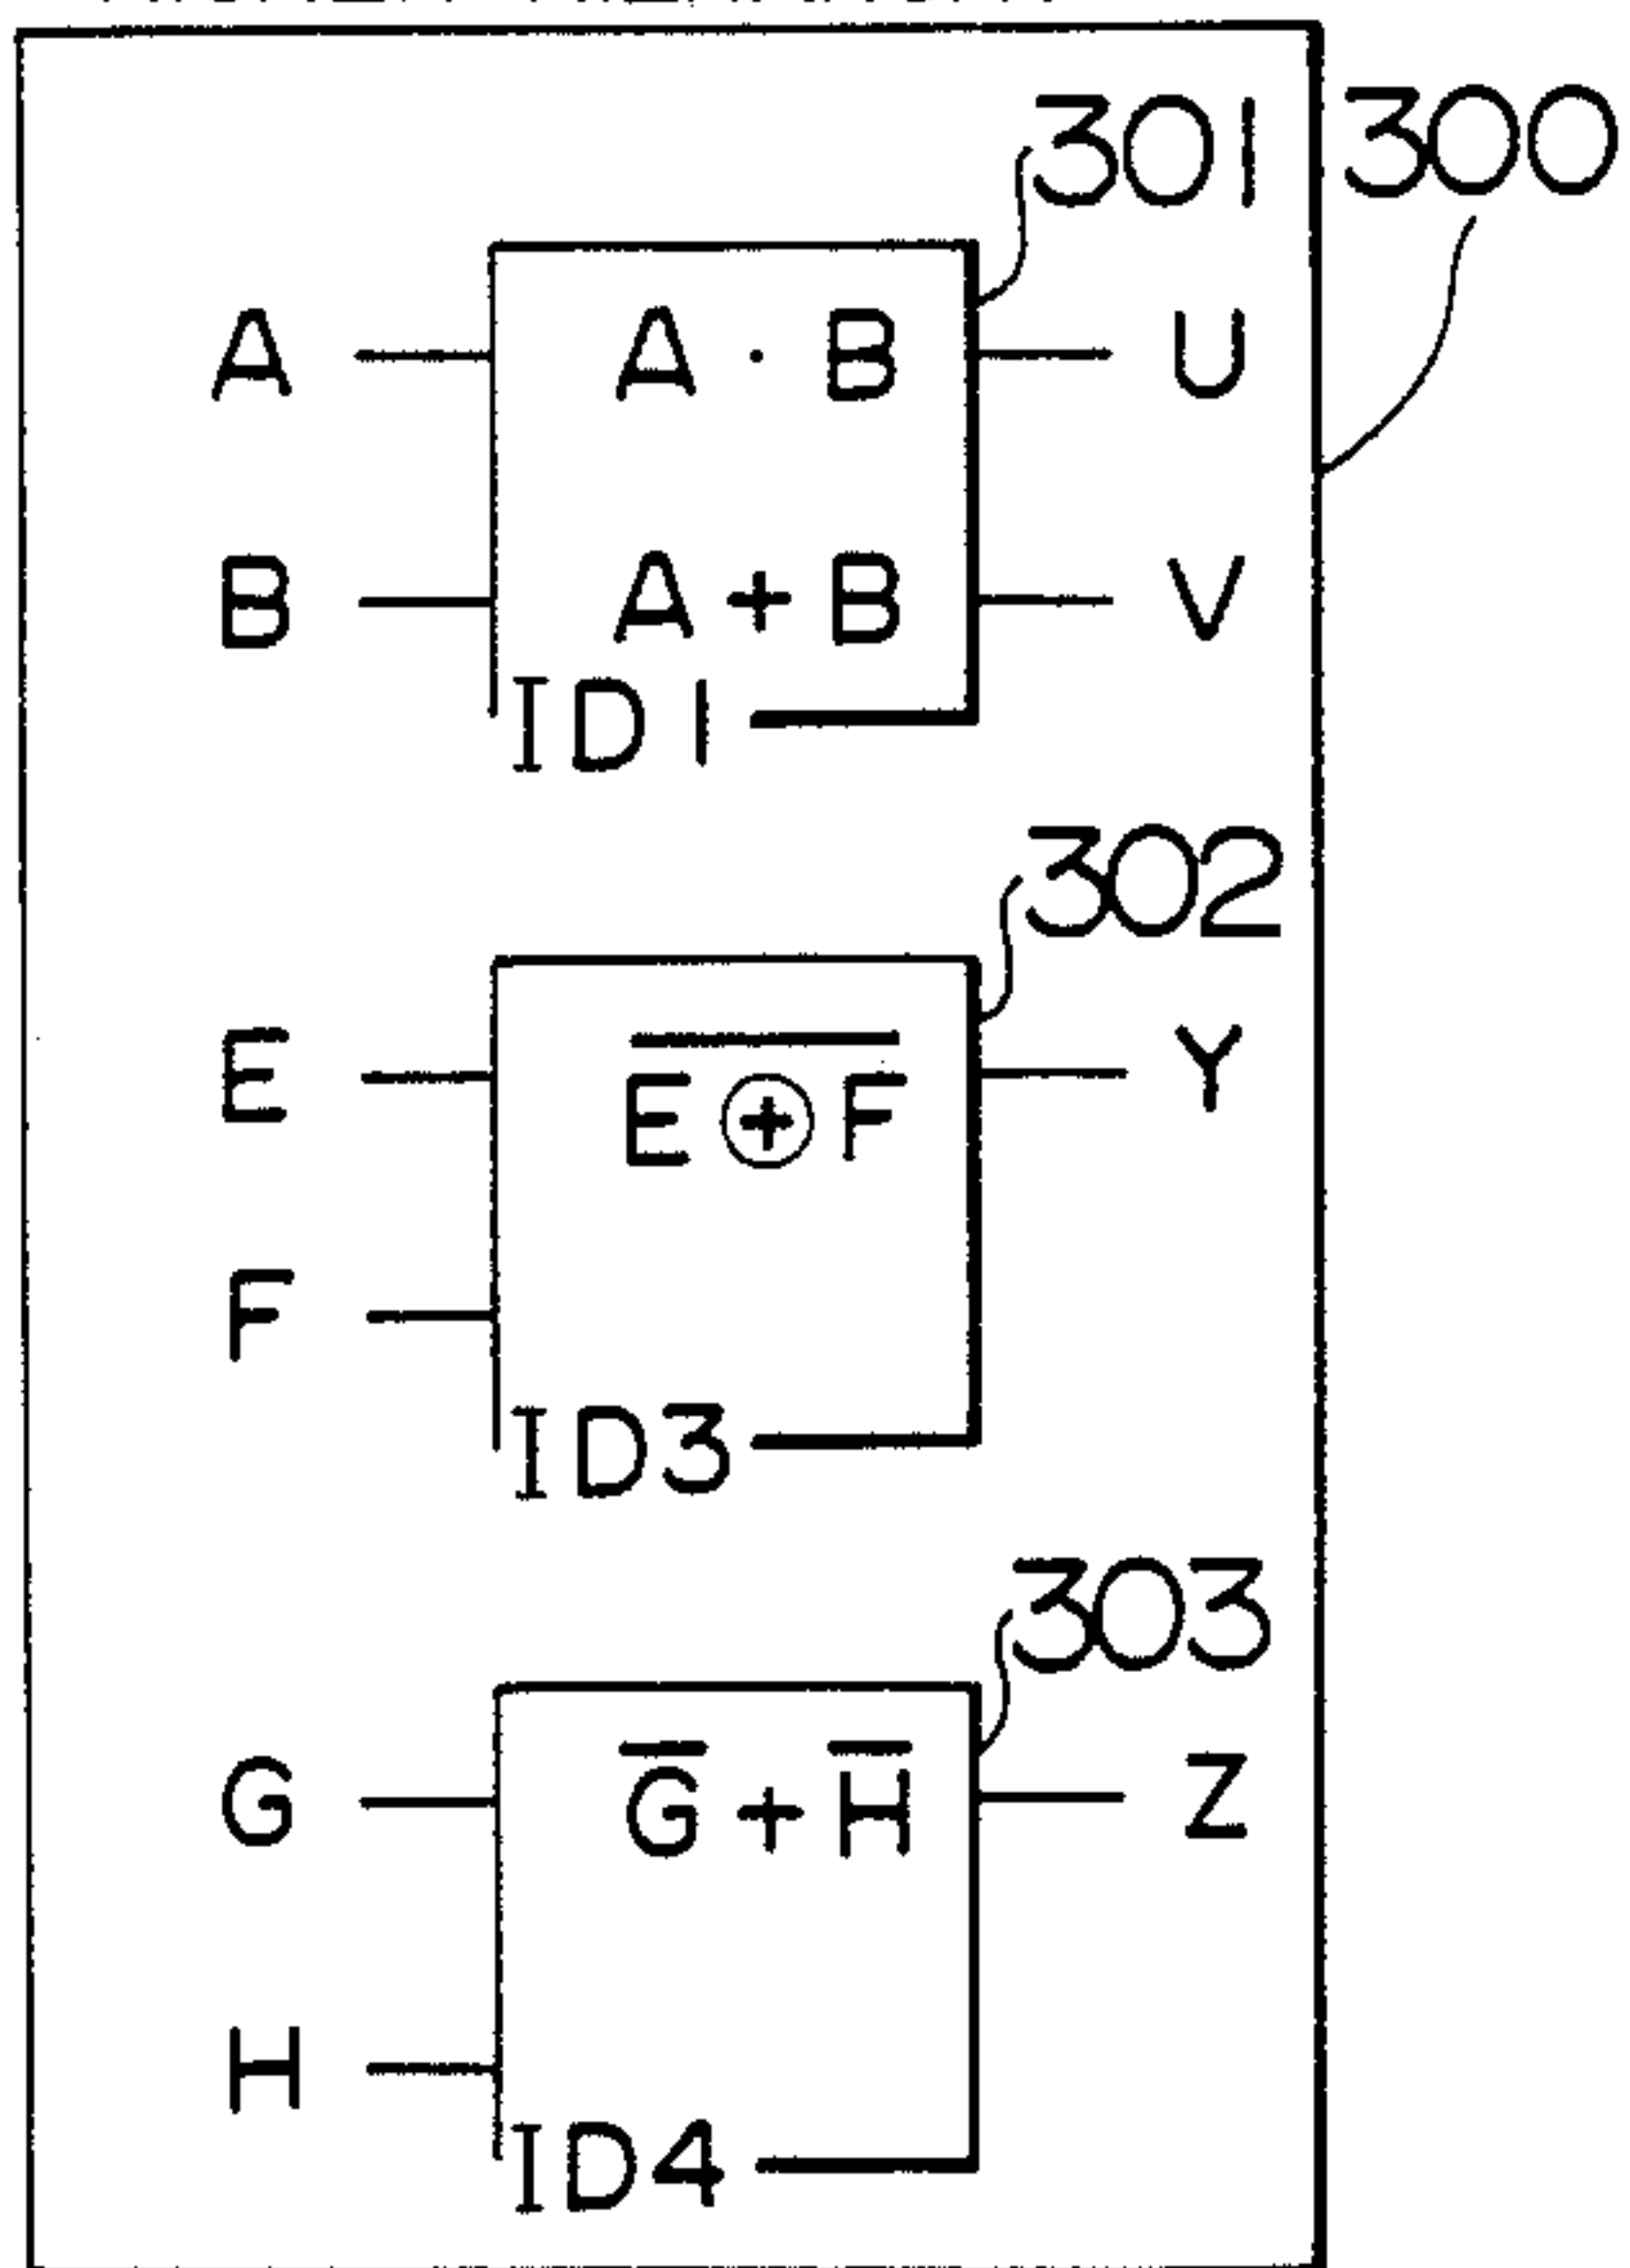 301 300
A A · B U
B A + B V
ID1
302
E E̅ ̅⊕̅ ̅F̅ Y
F
ID3
303
G G̅ + H̅ Z
H
ID4